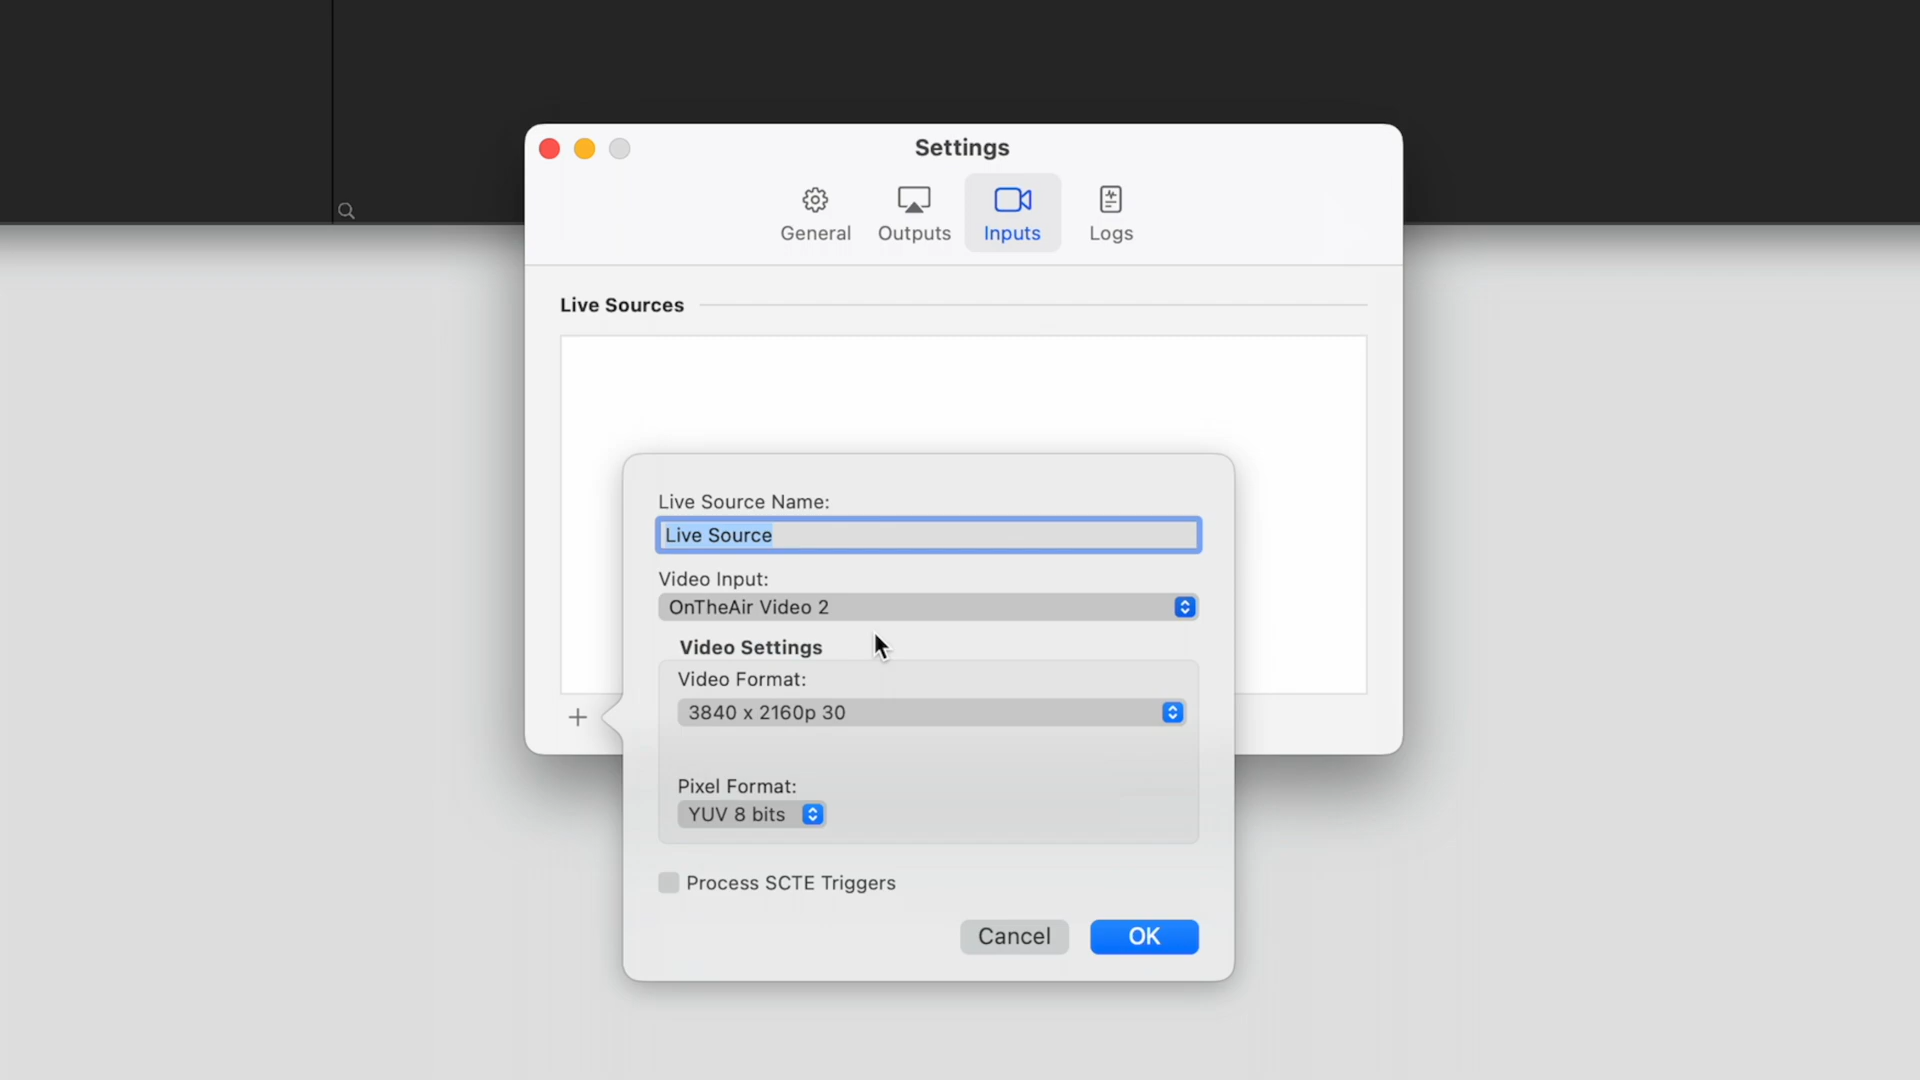 Settings
General
Outputs
Inputs
Logs
Live Sources
Live Source Name:
Live Source
Video Input:
OnTheAir Video 2
Video Settings
Video Format:
3840 x 2160p 30
Pixel Format:
YUV 8 bits
Process SCTE Triggers
Cancel
OK